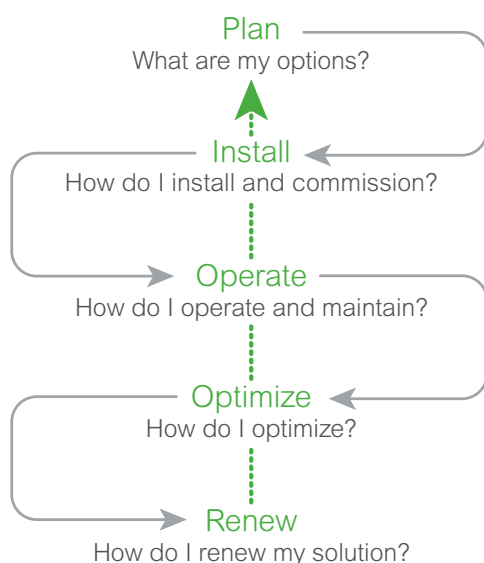 Plan
What are my options?
Install
How do I install and commission?
Operate
How do I operate and maintain?
Optimize
How do I optimize?
Renew
How do I renew my solution?